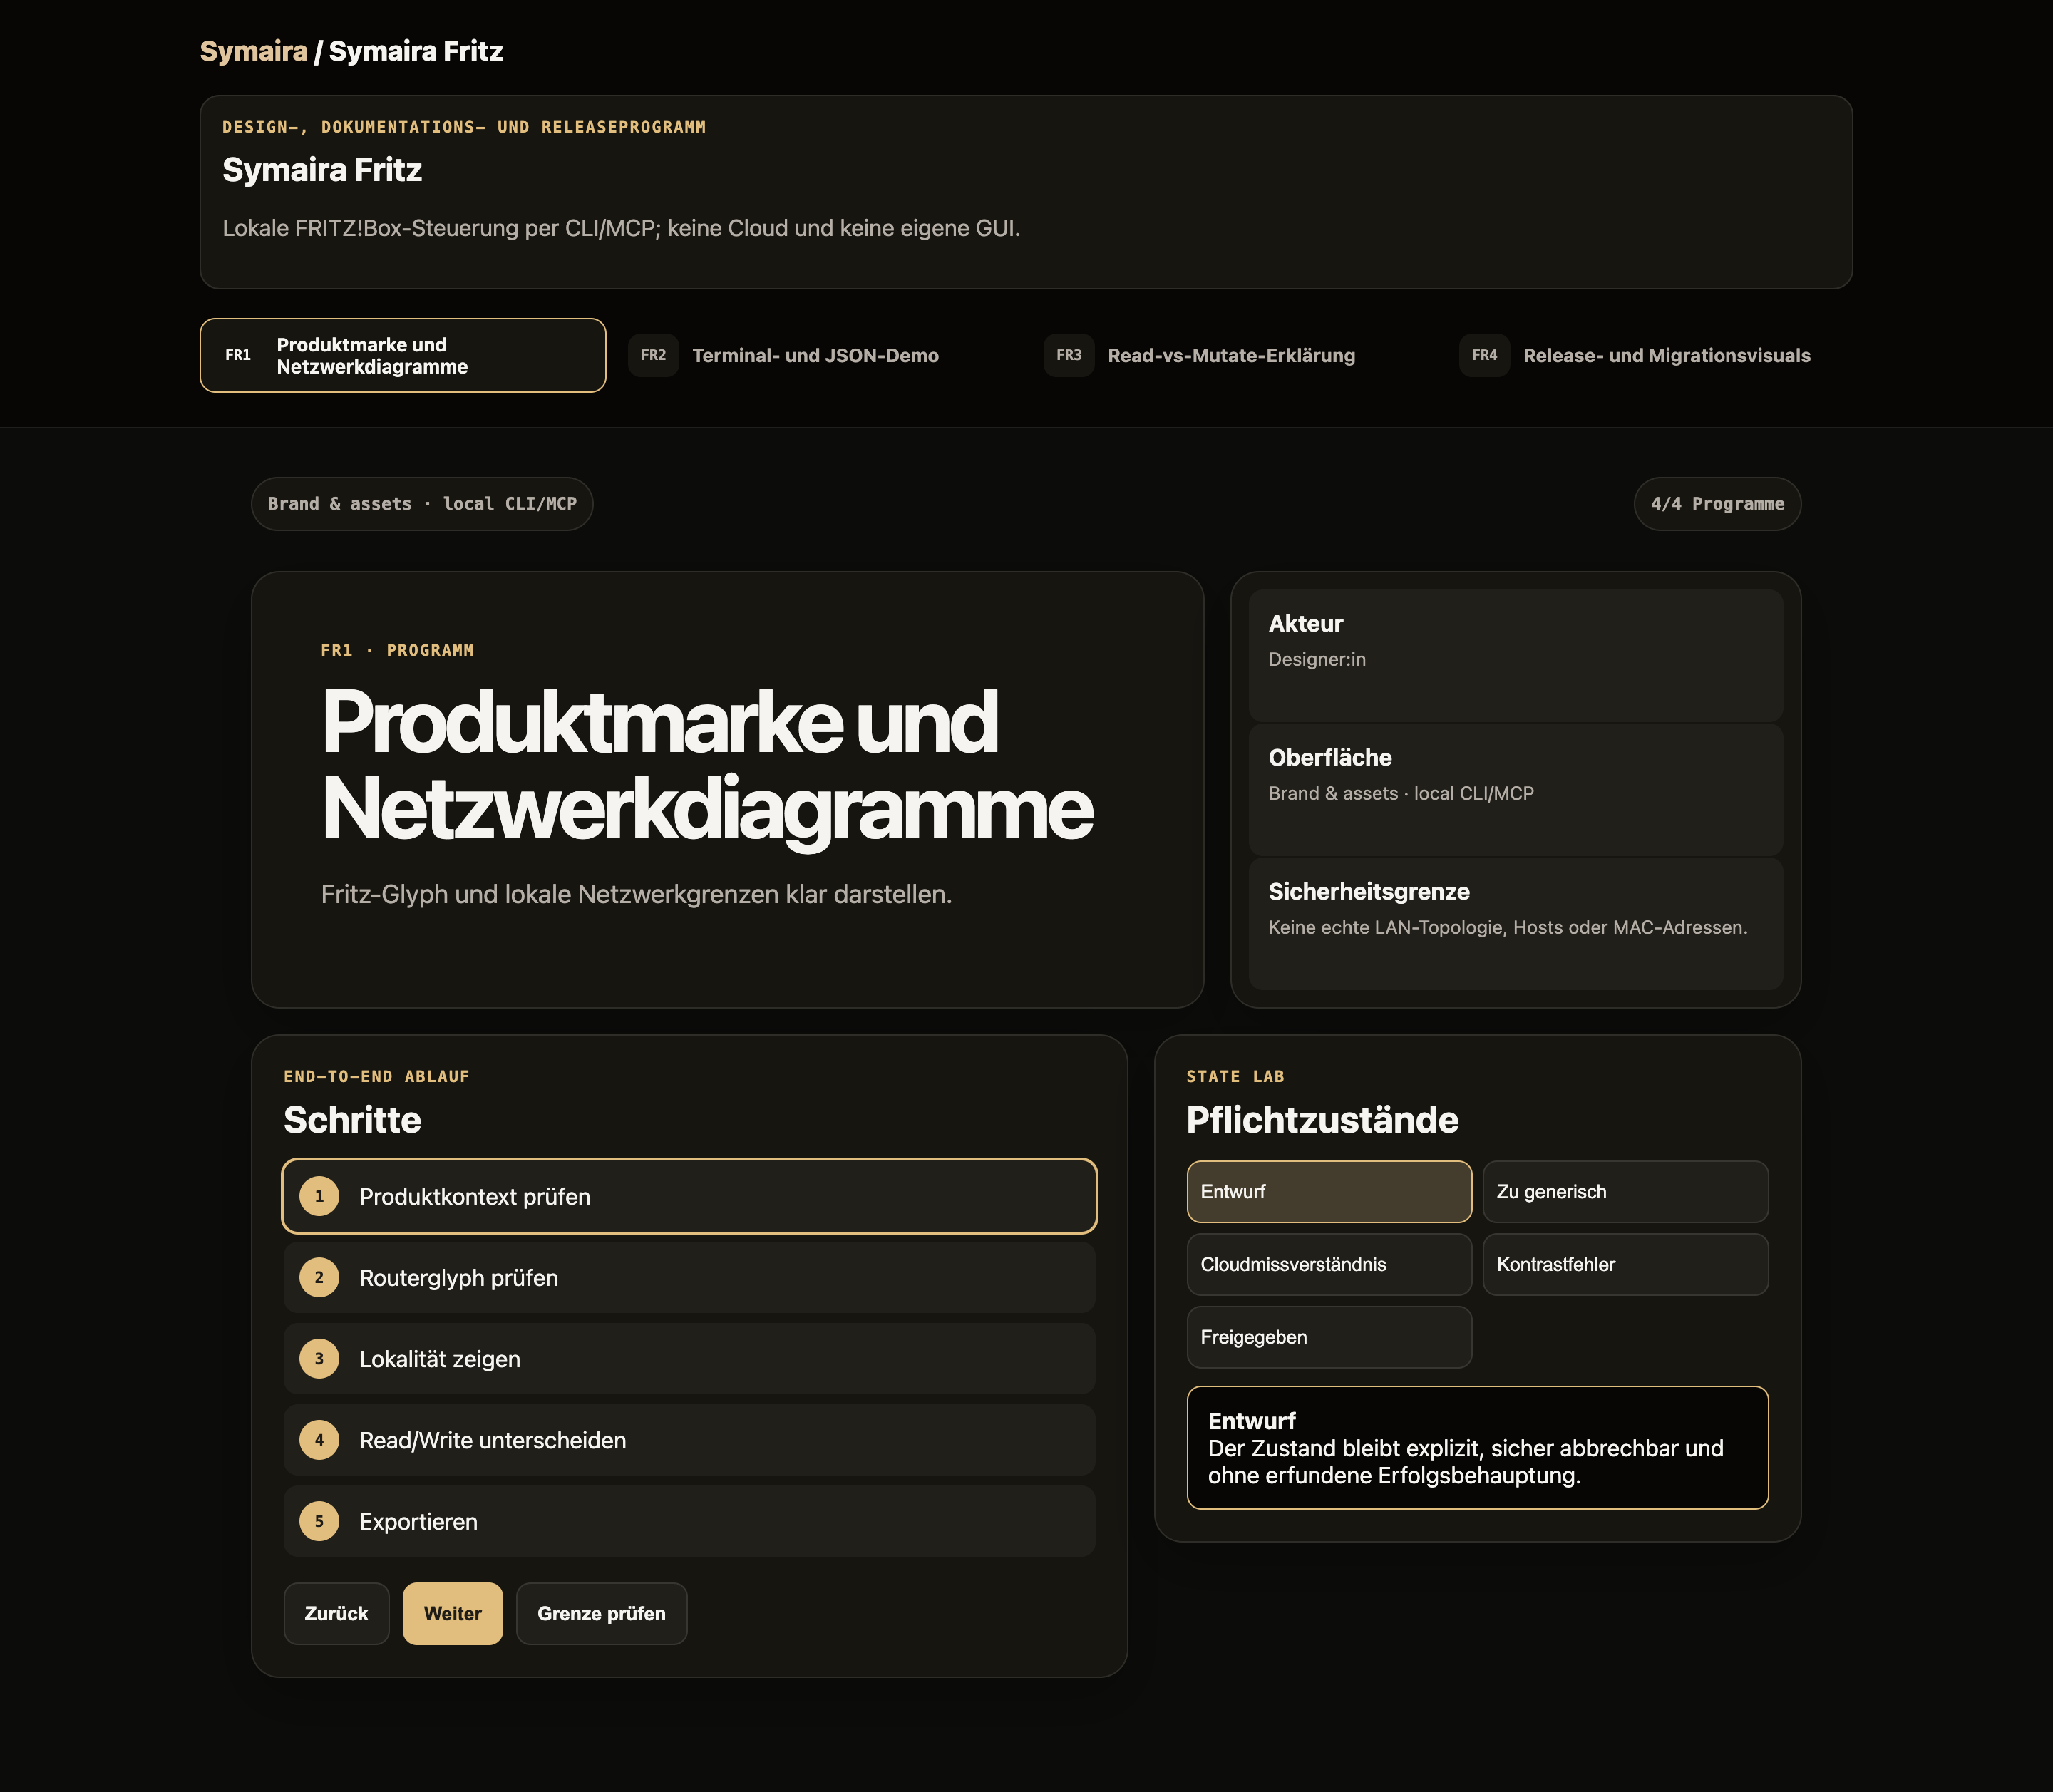 Symaira / Symaira Fritz
DESIGN-, DOKUMENTATIONS- UND RELEASEPROGRAMM
Symaira Fritz
Lokale FRITZ!Box-Steuerung per CLI/MCP; keine Cloud und keine eigene GUI.
FR1
Produktmarke und
Netzwerkdiagramme
FR2 Terminal- und JSON-Demo
FR3 Read-vs-Mutate-Erklärung
FR4 Release- und Migrationsvisuals
Brand & assets · local CLI/MCP
4/4 Programme
FR1 · PROGRAMM
Produktmarke und
Netzwerkdiagramme
Fritz-Glyph und lokale Netzwerkgrenzen klar darstellen.
Akteur
Designer:in
Oberfläche
Brand & assets · local CLI/MCP
Sicherheitsgrenze
Keine echte LAN-Topologie, Hosts oder MAC-Adressen.
END-TO-END ABLAUF
Schritte
1 Produktkontext prüfen
2 Routerglyph prüfen
3 Lokalität zeigen
4 Read/Write unterscheiden
5 Exportieren
Zurück
Weiter
Grenze prüfen
STATE LAB
Pflichtzustände
Entwurf
Zu generisch
Cloudmissverständnis
Kontrastfehler
Freigegeben
Entwurf
Der Zustand bleibt explizit, sicher abbrechbar und
ohne erfundene Erfolgsbehauptung.